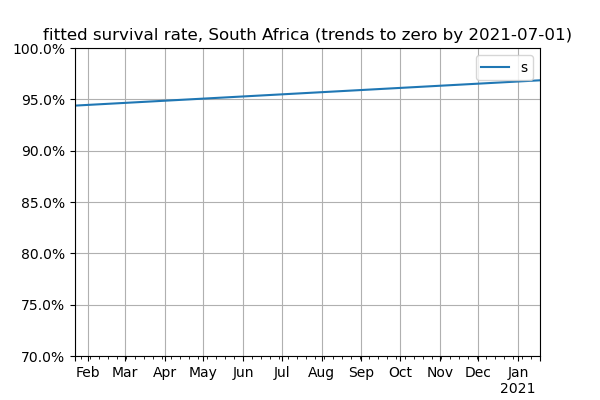 fitted survival rate, South Africa (trends to zero by 2021-07-01)
100.0%
s
95.0%
90.0%
85.0%
80.0%
75.0%
70.0%
Feb Mar Apr May Jun Jul Aug Sep Oct Nov Dec Jan
2021